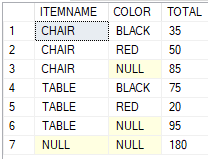 ITEMNAME COLOR TOTAL
1 CHAIR BLACK 35
2 CHAIR RED 50
3 CHAIR NULL 85
4 TABLE BLACK 75
5 TABLE RED 20
6 TABLE NULL 95
7 NULL NULL 180